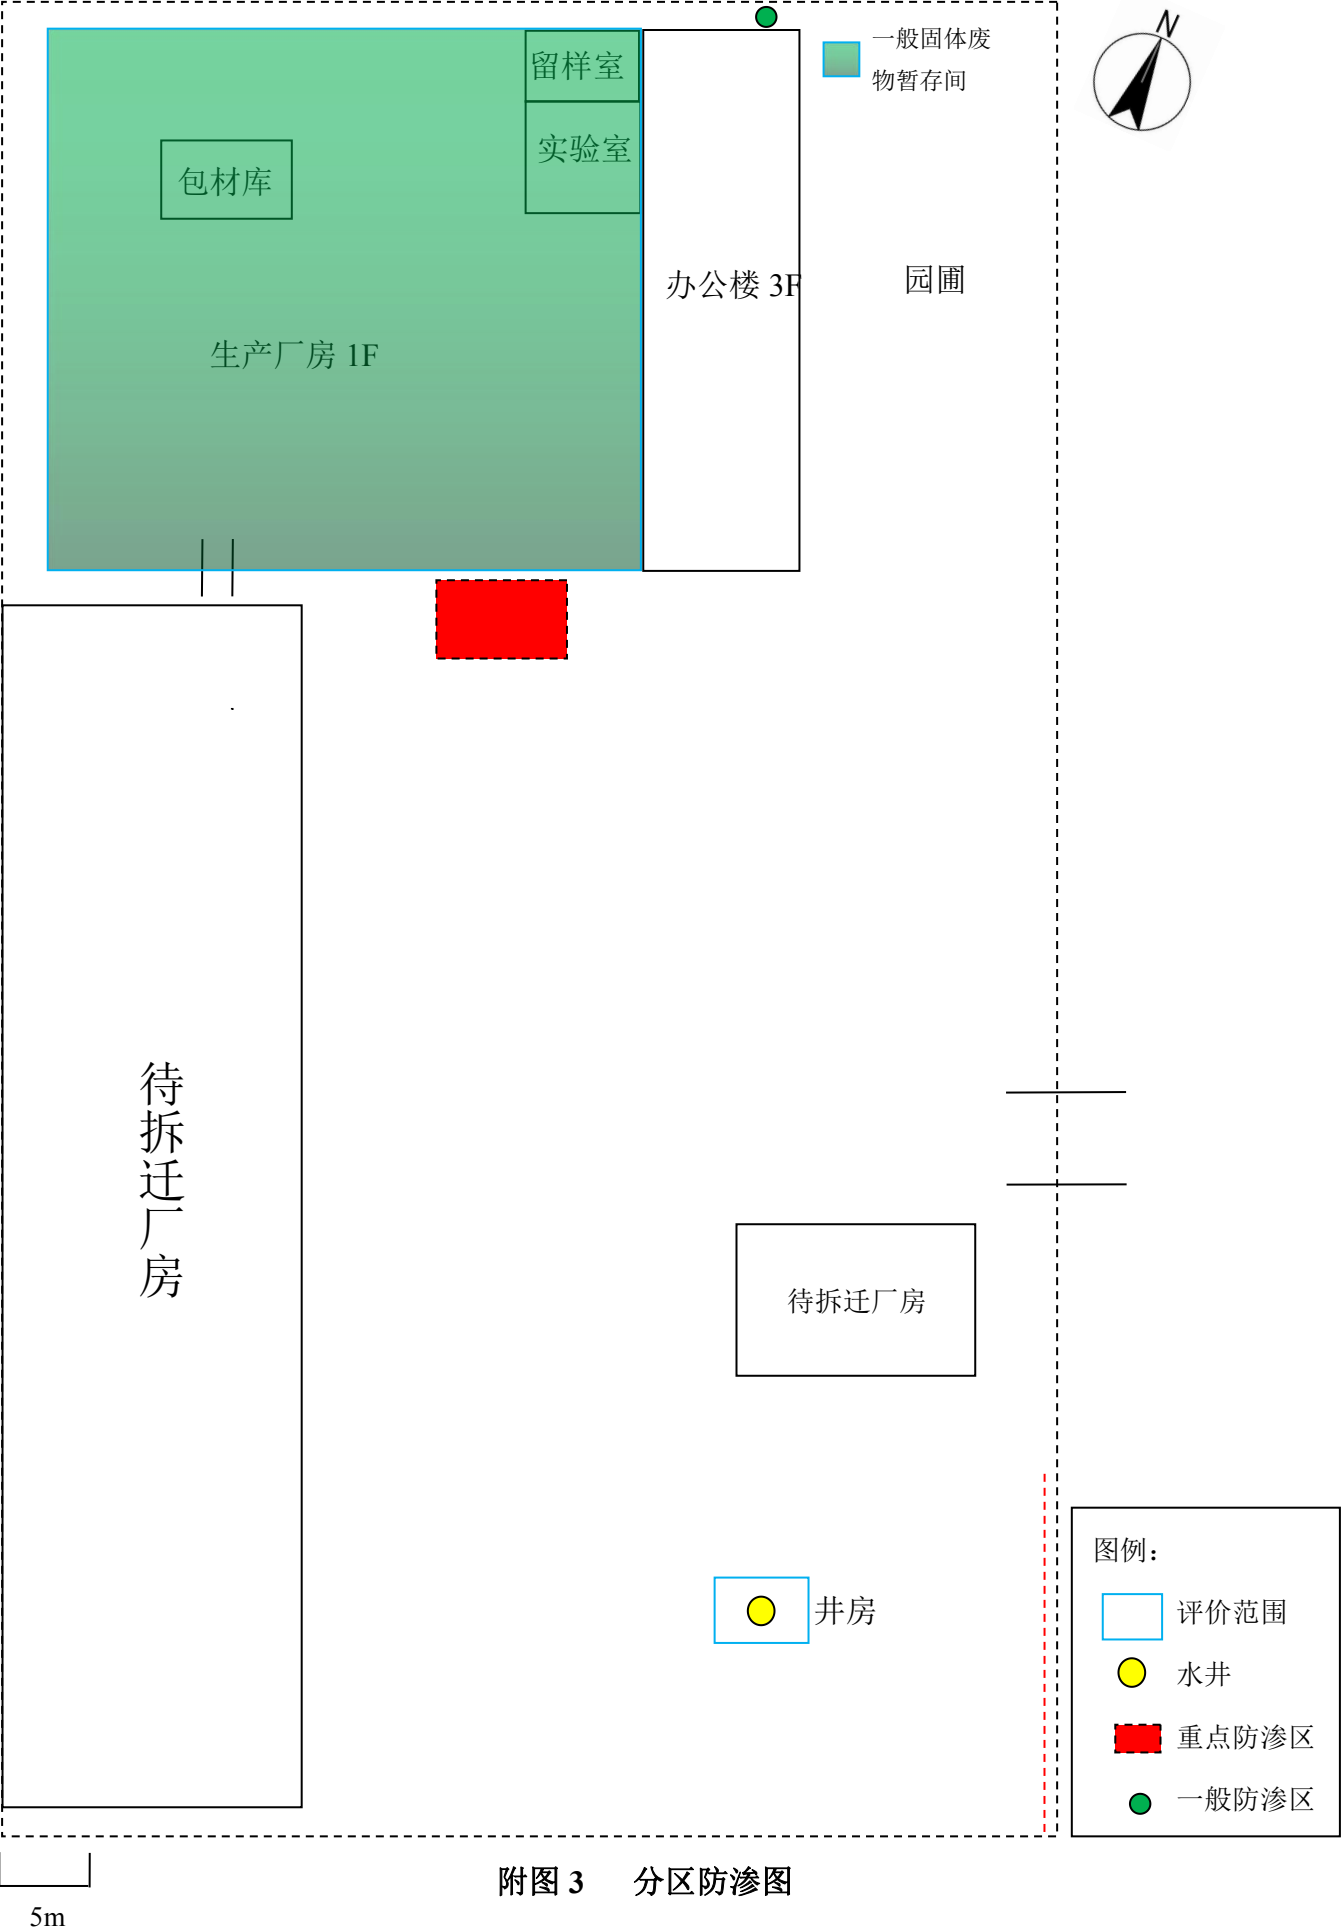 N
一般固体废
物暂存间
留样室
实验室
包材库
办公楼 3F
园圃
生产厂房 1F
待拆迁厂房
待拆迁厂房
井房
图例：
评价范围
水井
重点防渗区
一般防渗区
附图 3 分区防渗图
5m